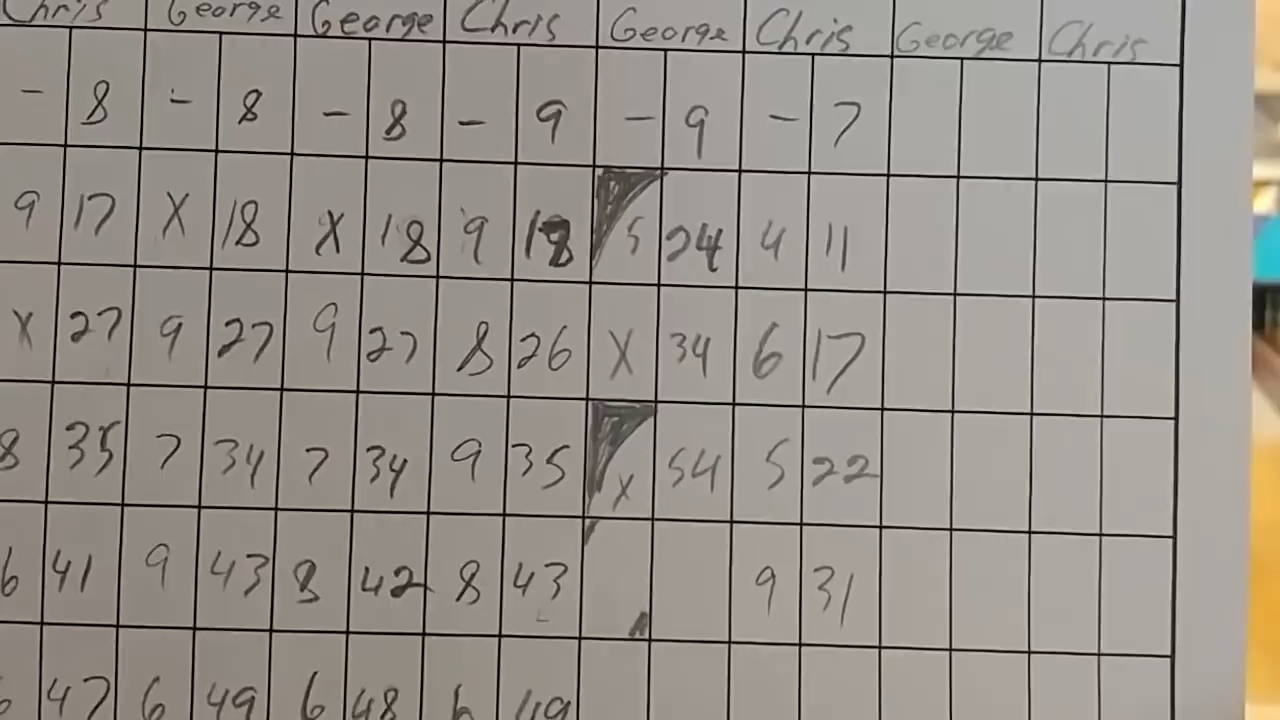 Chris George George Chris George Chris George Chris
- 8 - 8 - 8 - 9 - 9 - 7
9 17 X 18 X 18 9 18 5 24 4 11
X 27 9 27 9 27 8 26 X 34 6 17
8 35 7 34 7 34 9 35 X 54 5 22
6 41 9 43 8 42 8 43 9 31
6 47 6 49 6 48 6 49